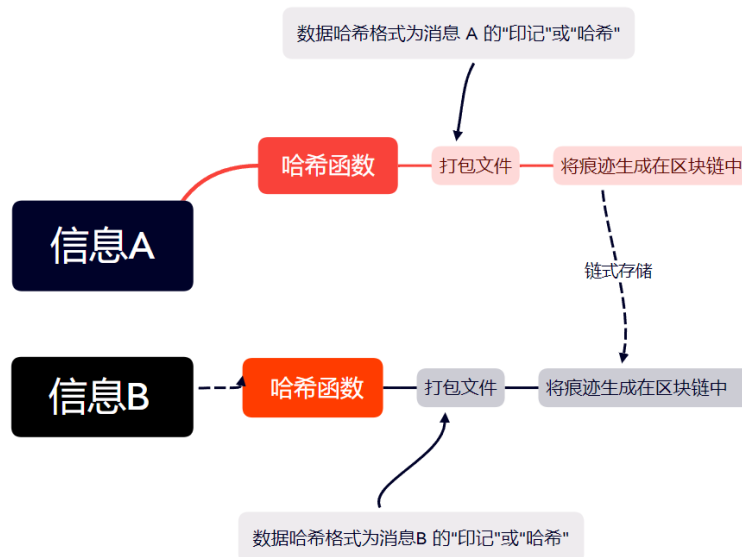 数据哈希格式为消息 A 的“印记”或“哈希”
哈希函数
打包文件
将痕迹生成在区块链中
信息A
链式存储
信息B
哈希函数
打包文件
将痕迹生成在区块链中
数据哈希格式为消息B 的“印记”或“哈希”